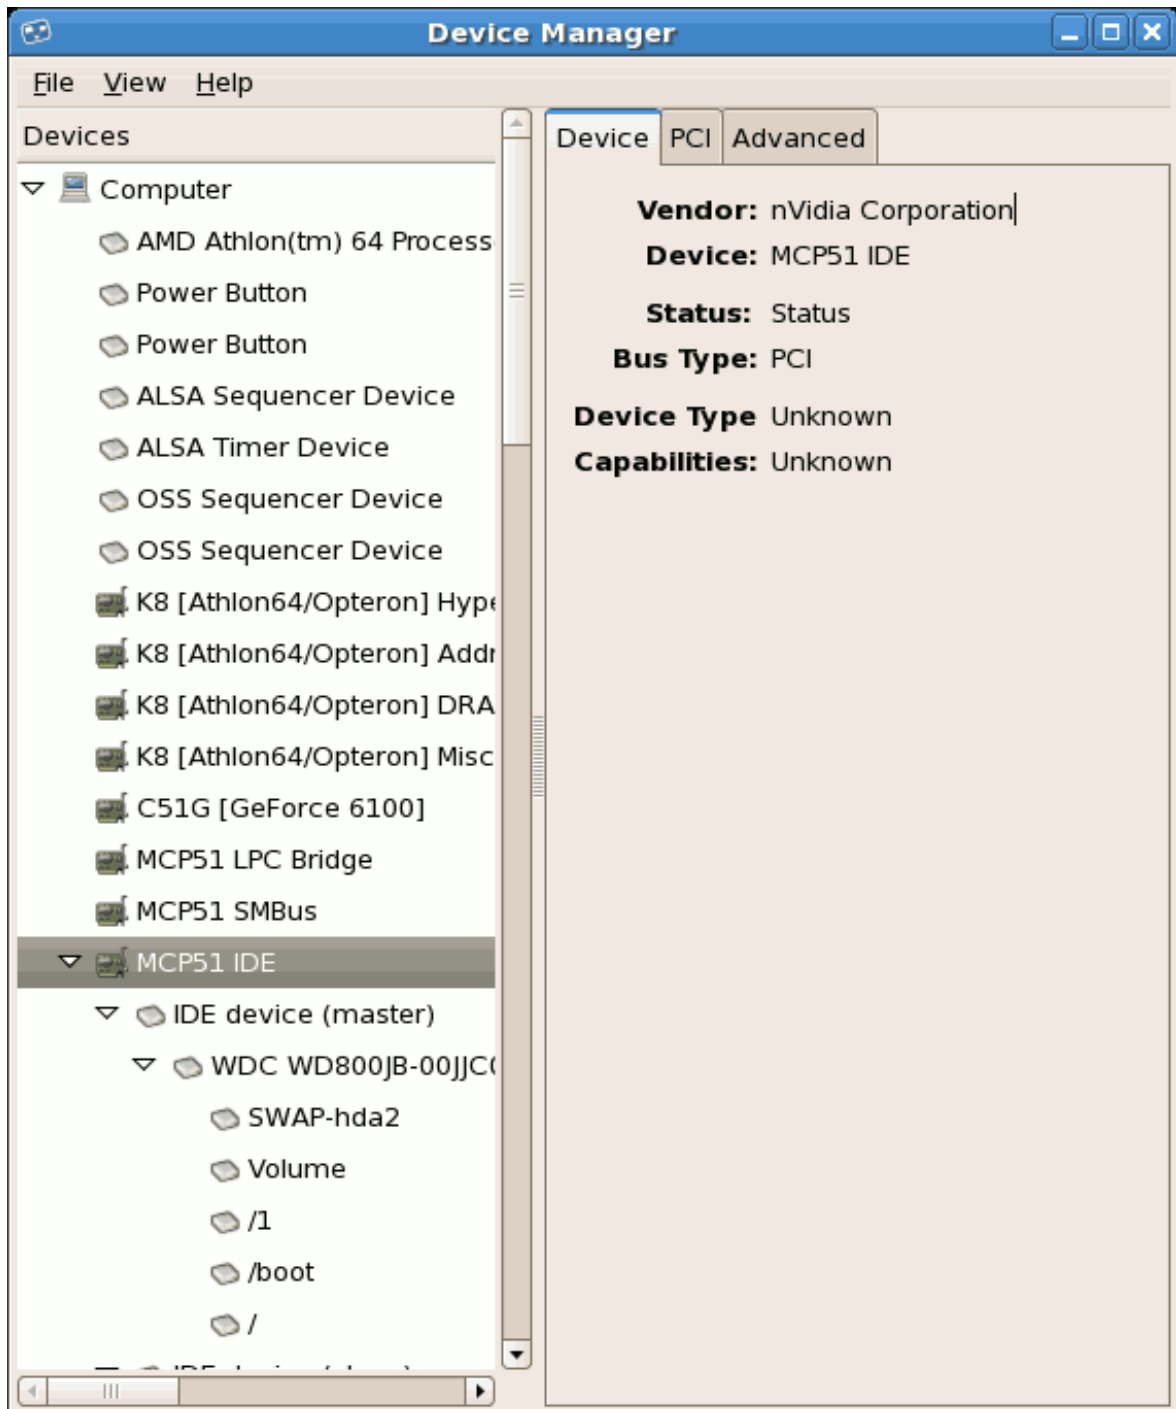 Device Manager
File View Help
Devices
Computer
AMD Athlon(tm) 64 Process
Power Button
Power Button
ALSA Sequencer Device
ALSA Timer Device
OSS Sequencer Device
OSS Sequencer Device
K8 [Athlon64/Opteron] Hype
K8 [Athlon64/Opteron] Addr
K8 [Athlon64/Opteron] DRA
K8 [Athlon64/Opteron] Misc
C51G [GeForce 6100]
MCP51 LPC Bridge
MCP51 SMBus
MCP51 IDE
IDE device (master)
WDC WD800JB-00JJC0
SWAP-hda2
Volume
/1
/boot
/
Device PCI Advanced
Vendor: nVidia Corporation
Device: MCP51 IDE
Status: Status
Bus Type: PCI
Device Type Unknown
Capabilities: Unknown